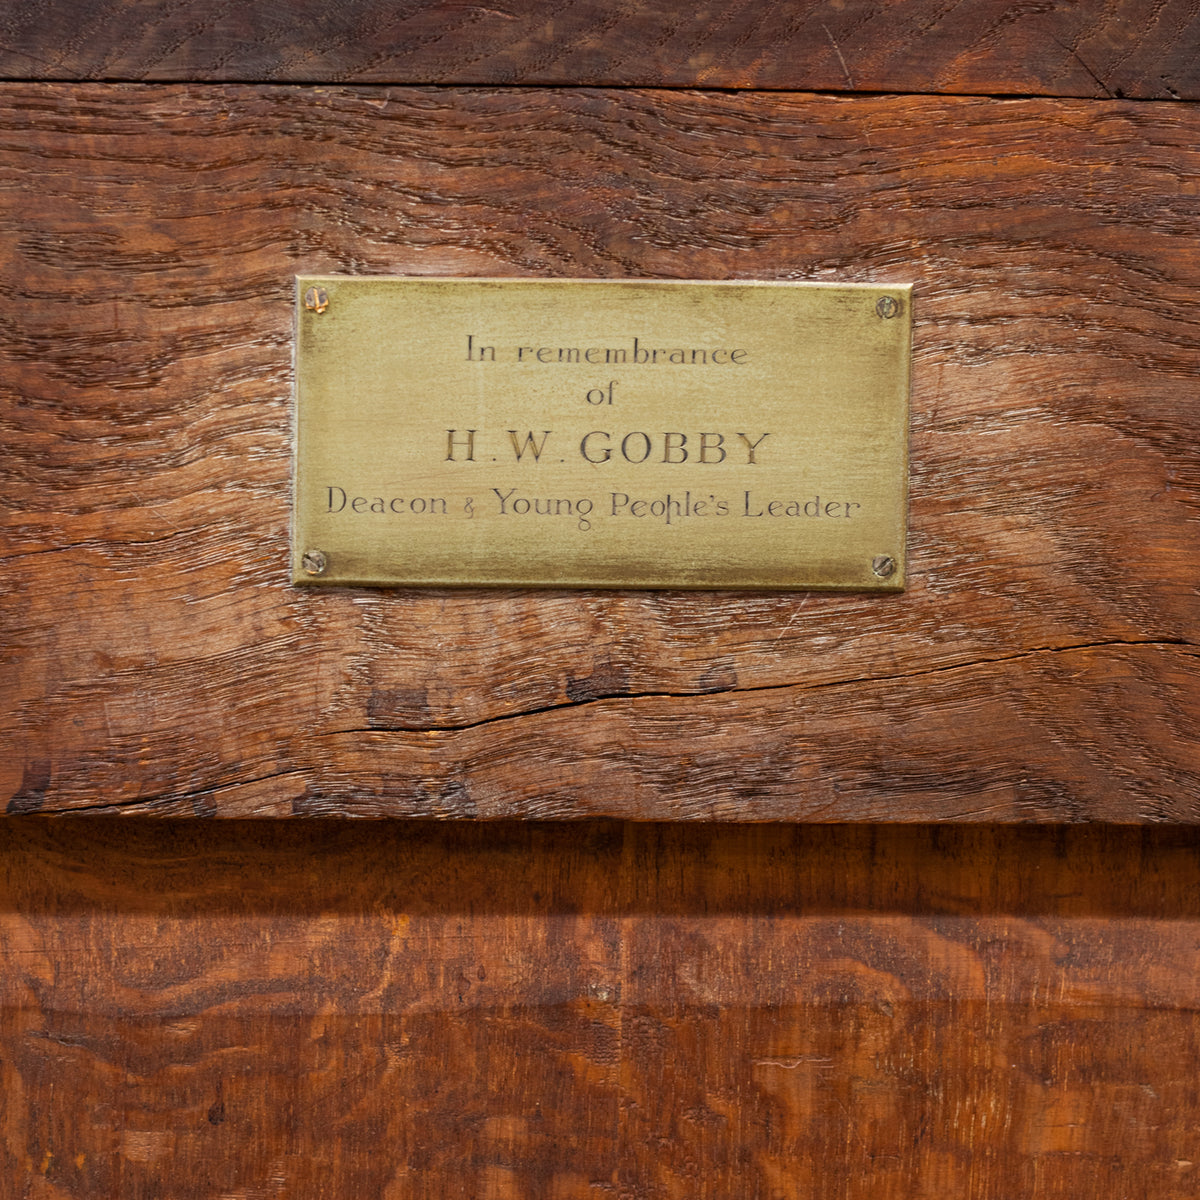 In remembrance
of
H.W.GOBBY
Deacon & Young People's Leader